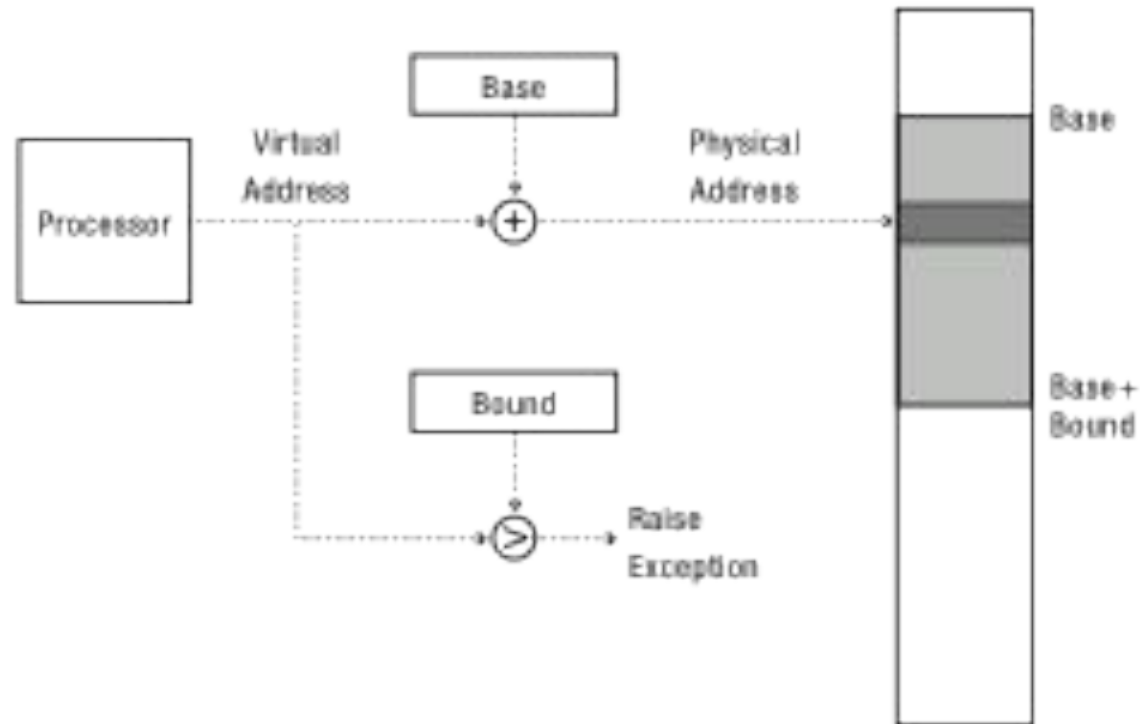 Base
Base
Virtual
Physical
Address
Address
Processor
+
Base+
Bound
Bound
>
Raise
Exception